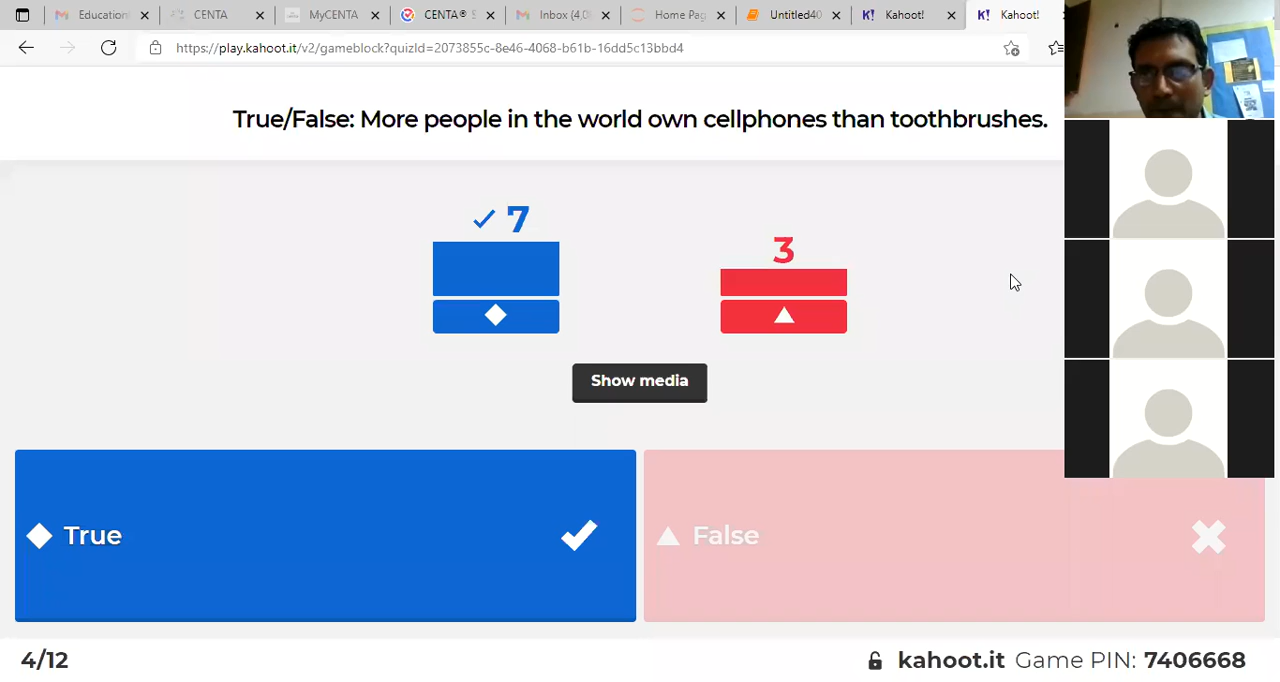 Education
CENTA
MyCENTA
CENTA® S
Inbox (4,0
Home Pag
Untitled40
K! Kahoot!
K! Kahoot!
https://play.kahoot.it/v2/gameblock?quizId=2073855c-8e46-4068-b61b-16dd5c13bbd4
True/False: More people in the world own cellphones than toothbrushes.
7
3
Show media
True
False
4/12
kahoot.it Game PIN: 7406668